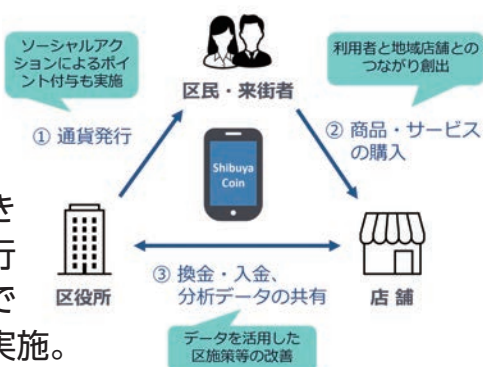 ソーシャルアク
ションによるポイ
ント付与も実施
利用者と地域店舗との
つながり創出
区民・来街者
① 通貨発行
② 商品・サービス
の購入
Shibuya
Coin
き
行
で
実施。
区役所
③ 換金・入金、
分析データの共有
店 舗
データを活用した
区施策等の改善